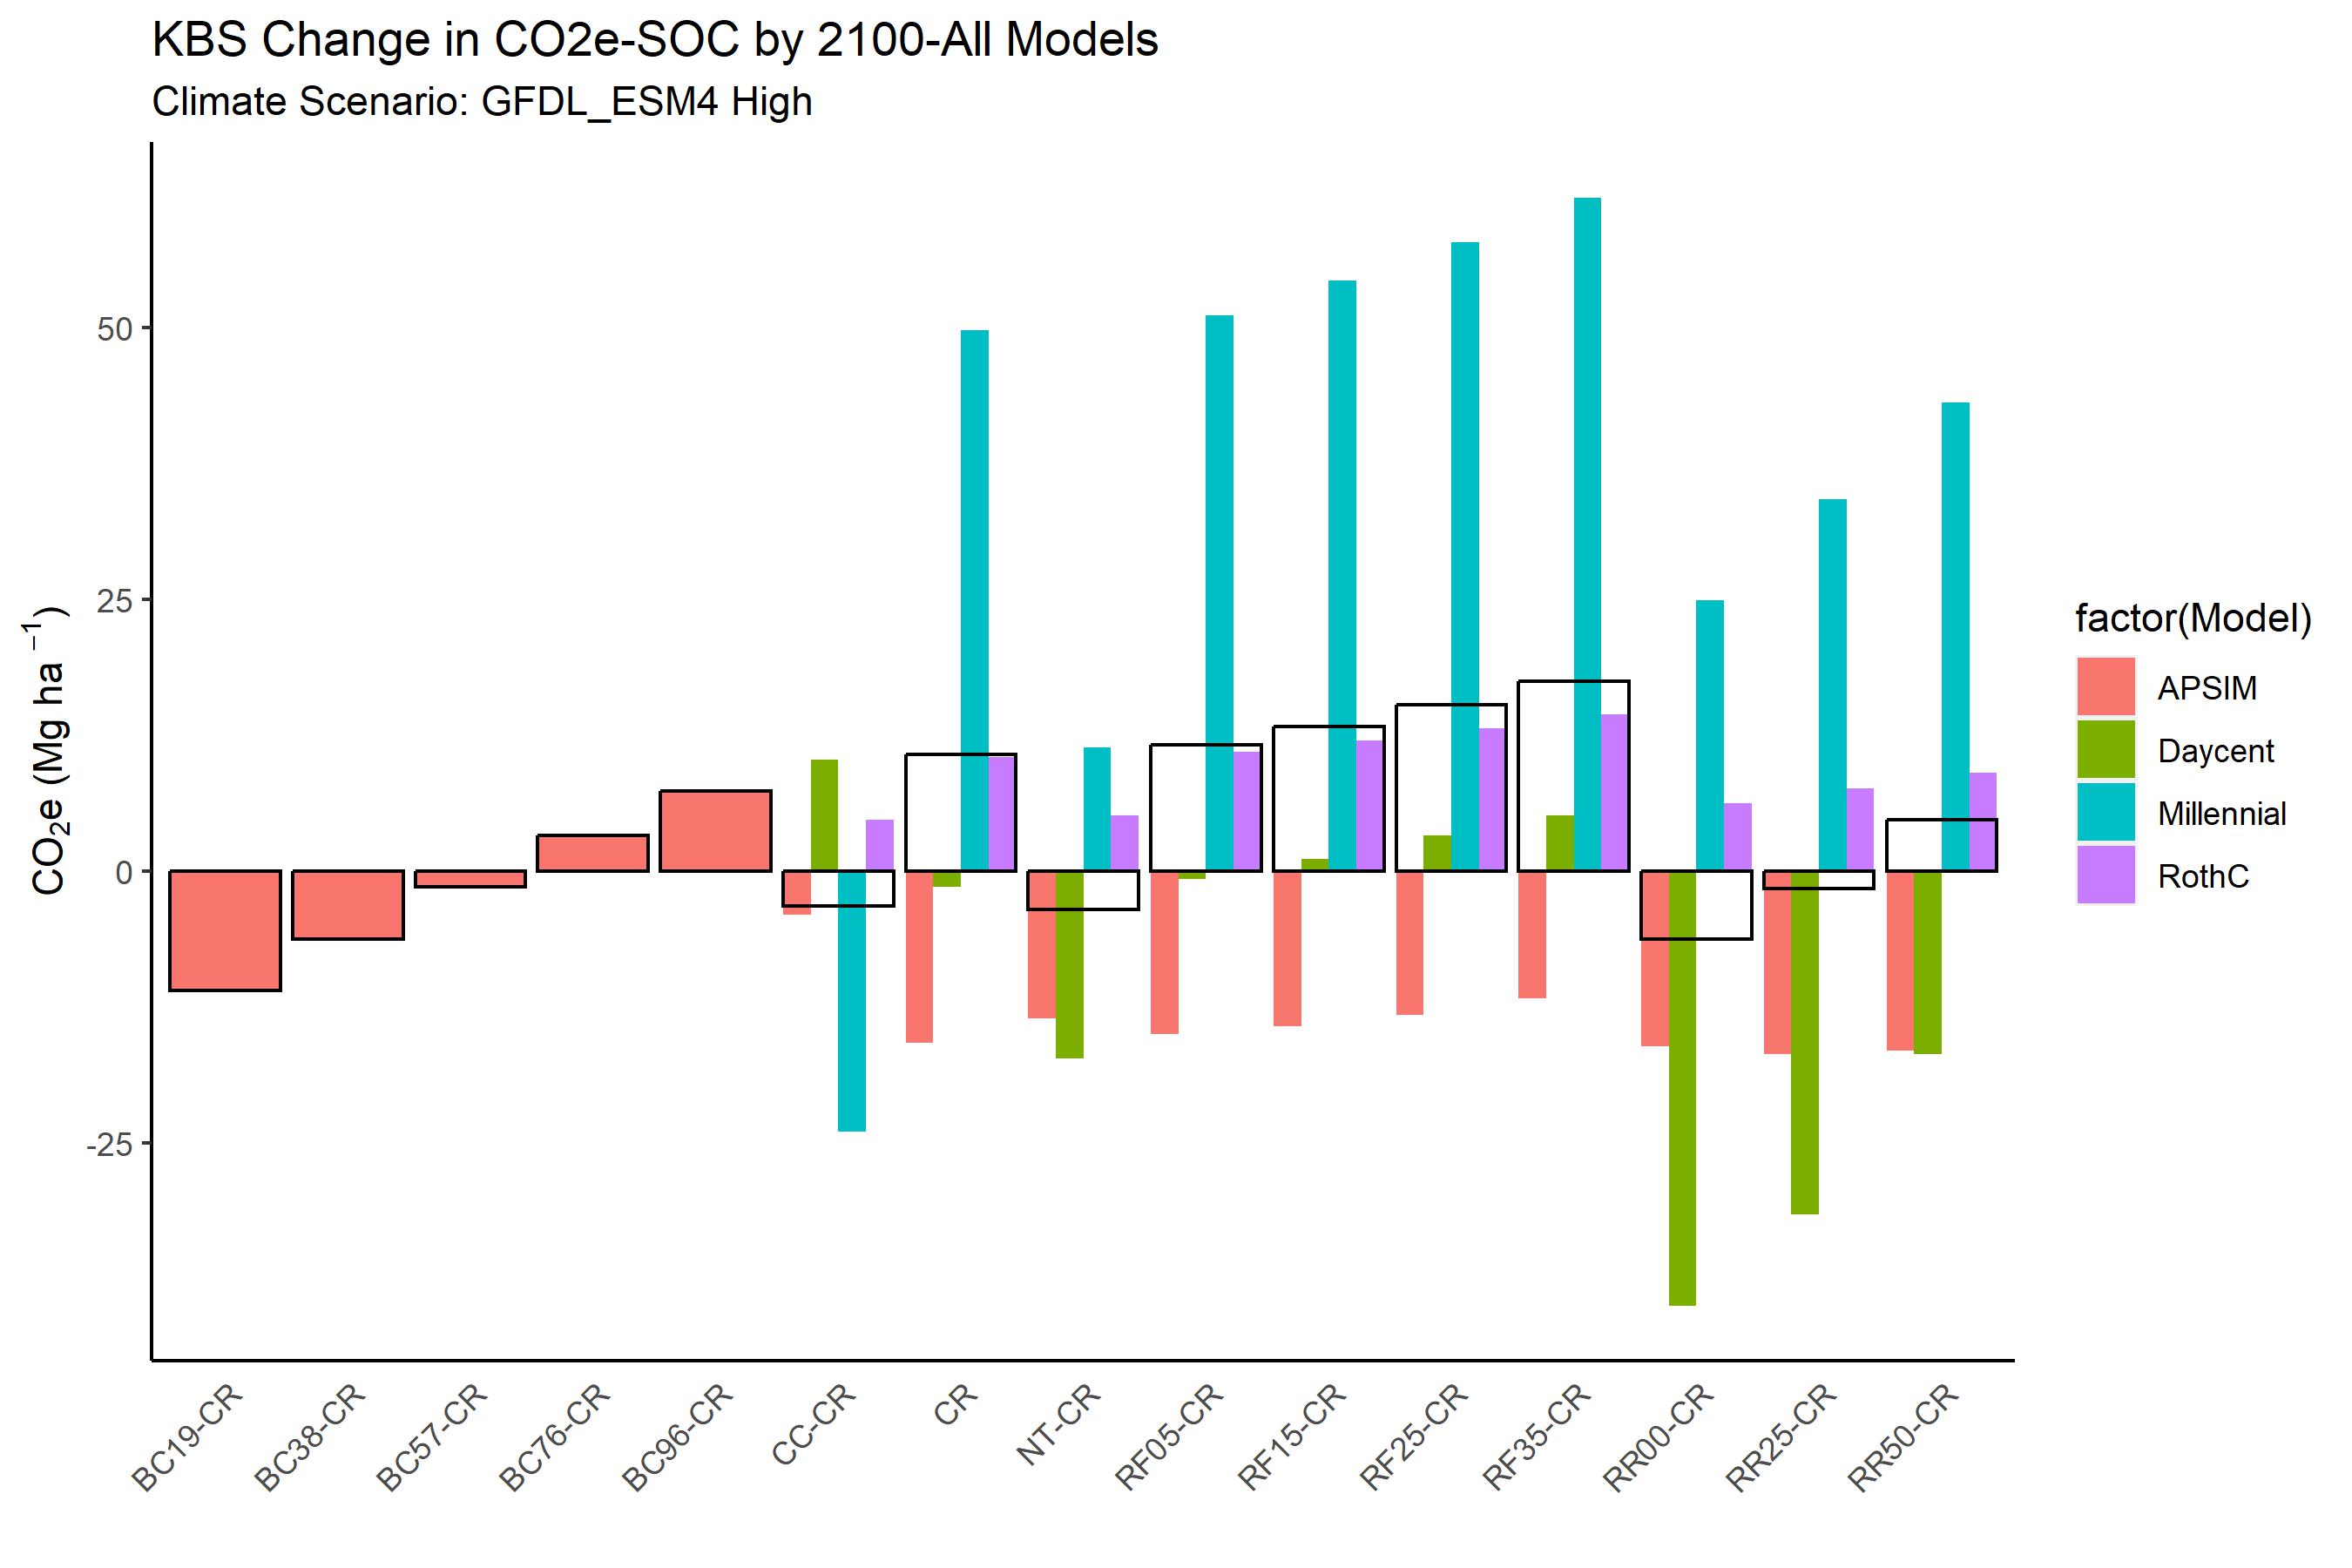 KBS Change in CO2e-SOC by 2100-All Models
Climate Scenario: GFDL_ESM4 High
CO₂e (Mg ha ⁻¹)
50
25
0
-25
BC19-CR
BC38-CR
BC57-CR
BC76-CR
BC96-CR
CC-CR
CR
NT-CR
RF05-CR
RF15-CR
RF25-CR
RF35-CR
RR00-CR
RR25-CR
RR50-CR
factor(Model)
APSIM
Daycent
Millennial
RothC